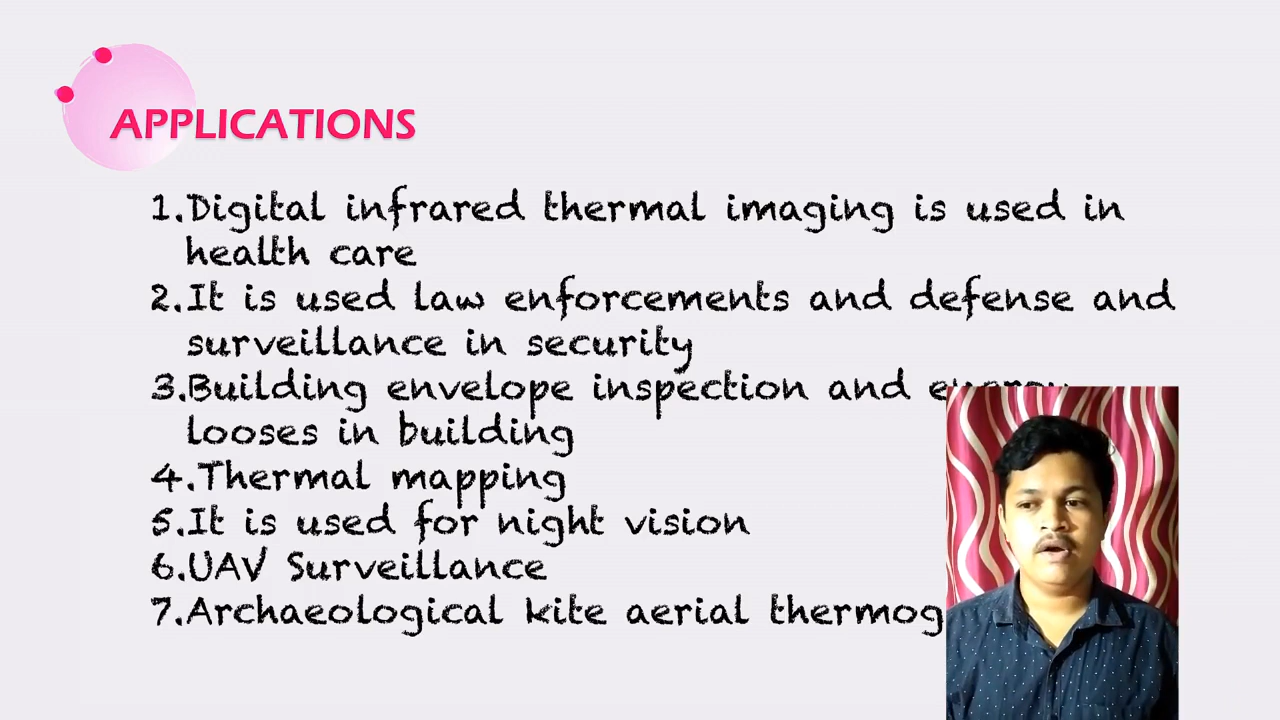 APPLICATIONS
1.Digital infrared thermal imaging is used in
health care
2.It is used law enforcements and defense and
surveillance in security
3.Building envelope inspection and
looses in building
4.Thermal mapping
5.It is used for night vision
6.UAV Surveillance
7.Archaeological kite aerial thermog